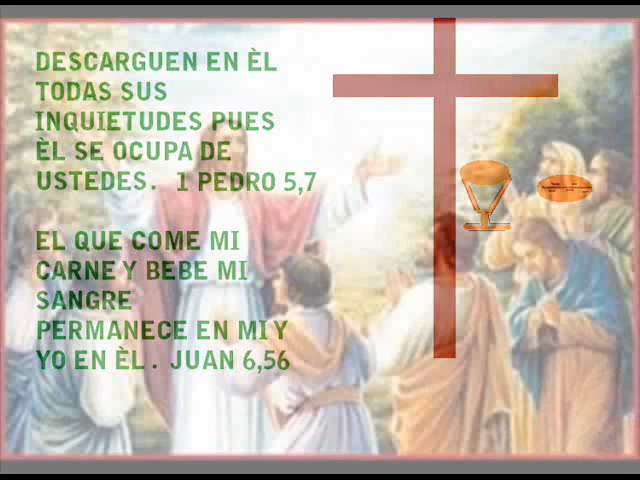 DESCARGUEN EN ÈL
TODAS SUS
INQUIETUDES PUES
ÈL SE OCUPA DE
USTEDES. 1 PEDRO 5,7
EL QUE COME MI
CARNE Y BEBE MI
SANGRE
PERMANECE EN MI Y
YO EN ÈL. JUAN 6,56